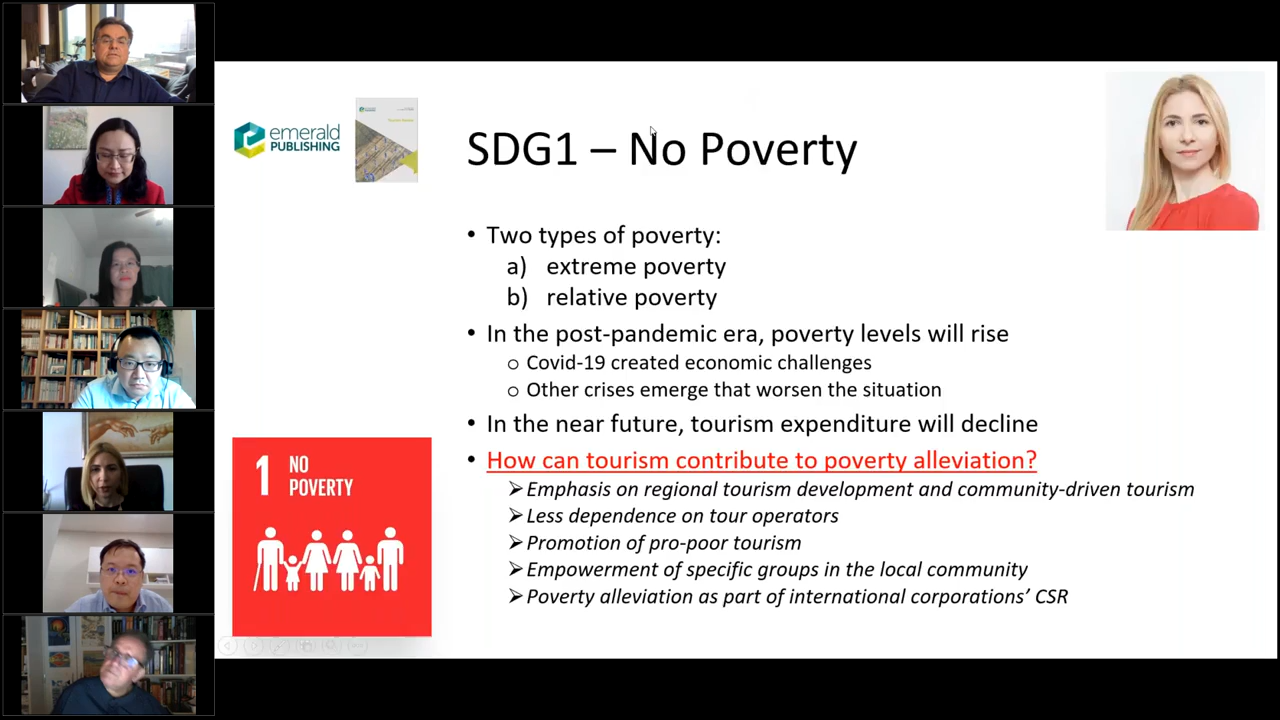 emerald
PUBLISHING
SDG1 – No Poverty
• Two types of poverty:
a) extreme poverty
b) relative poverty
• In the post-pandemic era, poverty levels will rise
o Covid-19 created economic challenges
o Other crises emerge that worsen the situation
• In the near future, tourism expenditure will decline
• How can tourism contribute to poverty alleviation?
➢Emphasis on regional tourism development and community-driven tourism
➢Less dependence on tour operators
➢Promotion of pro-poor tourism
➢Empowerment of specific groups in the local community
➢Poverty alleviation as part of international corporations’ CSR
1 NO
POVERTY